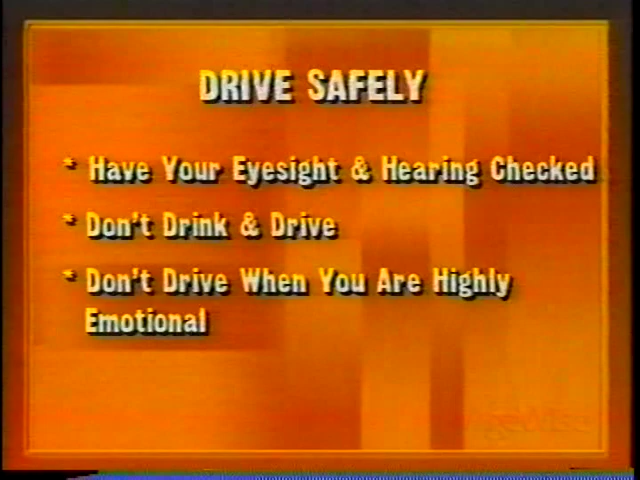 DRIVE SAFELY
* Have Your Eyesight & Hearing Checked
* Don't Drink & Drive
* Don't Drive When You Are Highly
Emotional